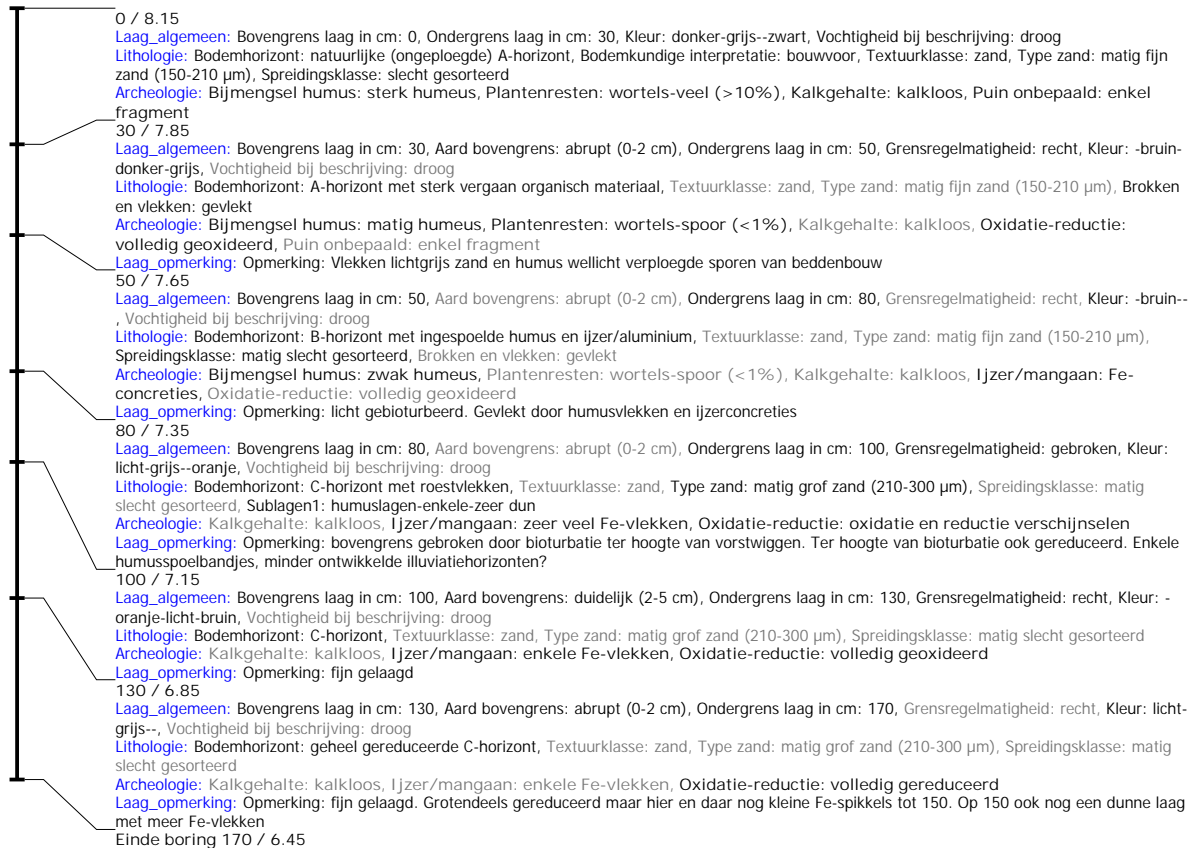 0 / 8.15
Laag_algemeen: Bovengrens laag in cm: 0, Ondergrens laag in cm: 30, Kleur: donker-grijs--zwart, Vochtigheid bij beschrijving: droog
Lithologie: Bodemhorizont: natuurlijke (ongeploegde) A-horizont, Bodemkundige interpretatie: bouwvoor, Textuurklasse: zand, Type zand: matig fijn
zand (150-210 µm), Spreidingsklasse: slecht gesorteerd
Archeologie: Bijmengsel humus: sterk humeus, Plantenresten: wortels-veel (>10%), Kalkgehalte: kalkloos, Puin onbepaald: enkel
fragment
30 / 7.85
Laag_algemeen: Bovengrens laag in cm: 30, Aard bovengrens: abrupt (0-2 cm), Ondergrens laag in cm: 50, Grensregelmatigheid: recht, Kleur: -bruin-
donker-grijs, Vochtigheid bij beschrijving: droog
Lithologie: Bodemhorizont: A-horizont met sterk vergaan organisch materiaal, Textuurklasse: zand, Type zand: matig fijn zand (150-210 µm), Brokken
en vlekken: gevlekt
Archeologie: Bijmengsel humus: matig humeus, Plantenresten: wortels-spoor (<1%), Kalkgehalte: kalkloos, Oxidatie-reductie:
volledig geoxideerd, Puin onbepaald: enkel fragment
Laag_opmerking: Opmerking: Vlekken lichtgrijs zand en humus wellicht verploegde sporen van beddenbouw
50 / 7.65
Laag_algemeen: Bovengrens laag in cm: 50, Aard bovengrens: abrupt (0-2 cm), Ondergrens laag in cm: 80, Grensregelmatigheid: recht, Kleur: -bruin--
, Vochtigheid bij beschrijving: droog
Lithologie: Bodemhorizont: B-horizont met ingespoelde humus en ijzer/aluminium, Textuurklasse: zand, Type zand: matig fijn zand (150-210 µm),
Spreidingsklasse: matig slecht gesorteerd, Brokken en vlekken: gevlekt
Archeologie: Bijmengsel humus: zwak humeus, Plantenresten: wortels-spoor (<1%), Kalkgehalte: kalkloos, Ijzer/mangaan: Fe-
concreties, Oxidatie-reductie: volledig geoxideerd
Laag_opmerking: Opmerking: licht gebioturbeerd. Gevlekt door humusvlekken en ijzerconcreties
80 / 7.35
Laag_algemeen: Bovengrens laag in cm: 80, Aard bovengrens: abrupt (0-2 cm), Ondergrens laag in cm: 100, Grensregelmatigheid: gebroken, Kleur:
licht-grijs--oranje, Vochtigheid bij beschrijving: droog
Lithologie: Bodemhorizont: C-horizont met roestvlekken, Textuurklasse: zand, Type zand: matig grof zand (210-300 µm), Spreidingsklasse: matig
slecht gesorteerd, Sublagen1: humuslagen-enkele-zeer dun
Archeologie: Kalkgehalte: kalkloos, Ijzer/mangaan: zeer veel Fe-vlekken, Oxidatie-reductie: oxidatie en reductie verschijnselen
Laag_opmerking: Opmerking: bovengrens gebroken door bioturbatie ter hoogte van vorstwiggen. Ter hoogte van bioturbatie ook gereduceerd. Enkele
humusspoelbandjes, minder ontwikkelde illuviatiehorizonten?
100 / 7.15
Laag_algemeen: Bovengrens laag in cm: 100, Aard bovengrens: duidelijk (2-5 cm), Ondergrens laag in cm: 130, Grensregelmatigheid: recht, Kleur: -
oranje-licht-bruin, Vochtigheid bij beschrijving: droog
Lithologie: Bodemhorizont: C-horizont, Textuurklasse: zand, Type zand: matig grof zand (210-300 µm), Spreidingsklasse: matig slecht gesorteerd
Archeologie: Kalkgehalte: kalkloos, Ijzer/mangaan: enkele Fe-vlekken, Oxidatie-reductie: volledig geoxideerd
Laag_opmerking: Opmerking: fijn gelaagd
130 / 6.85
Laag_algemeen: Bovengrens laag in cm: 130, Aard bovengrens: abrupt (0-2 cm), Ondergrens laag in cm: 170, Grensregelmatigheid: recht, Kleur: licht-
grijs--, Vochtigheid bij beschrijving: droog
Lithologie: Bodemhorizont: geheel gereduceerde C-horizont, Textuurklasse: zand, Type zand: matig grof zand (210-300 µm), Spreidingsklasse: matig
slecht gesorteerd
Archeologie: Kalkgehalte: kalkloos, Ijzer/mangaan: enkele Fe-vlekken, Oxidatie-reductie: volledig gereduceerd
Laag_opmerking: Opmerking: fijn gelaagd. Grotendeels gereduceerd maar hier en daar nog kleine Fe-spikkels tot 150. Op 150 ook nog een dunne laag
met meer Fe-vlekken
Einde boring 170 / 6.45